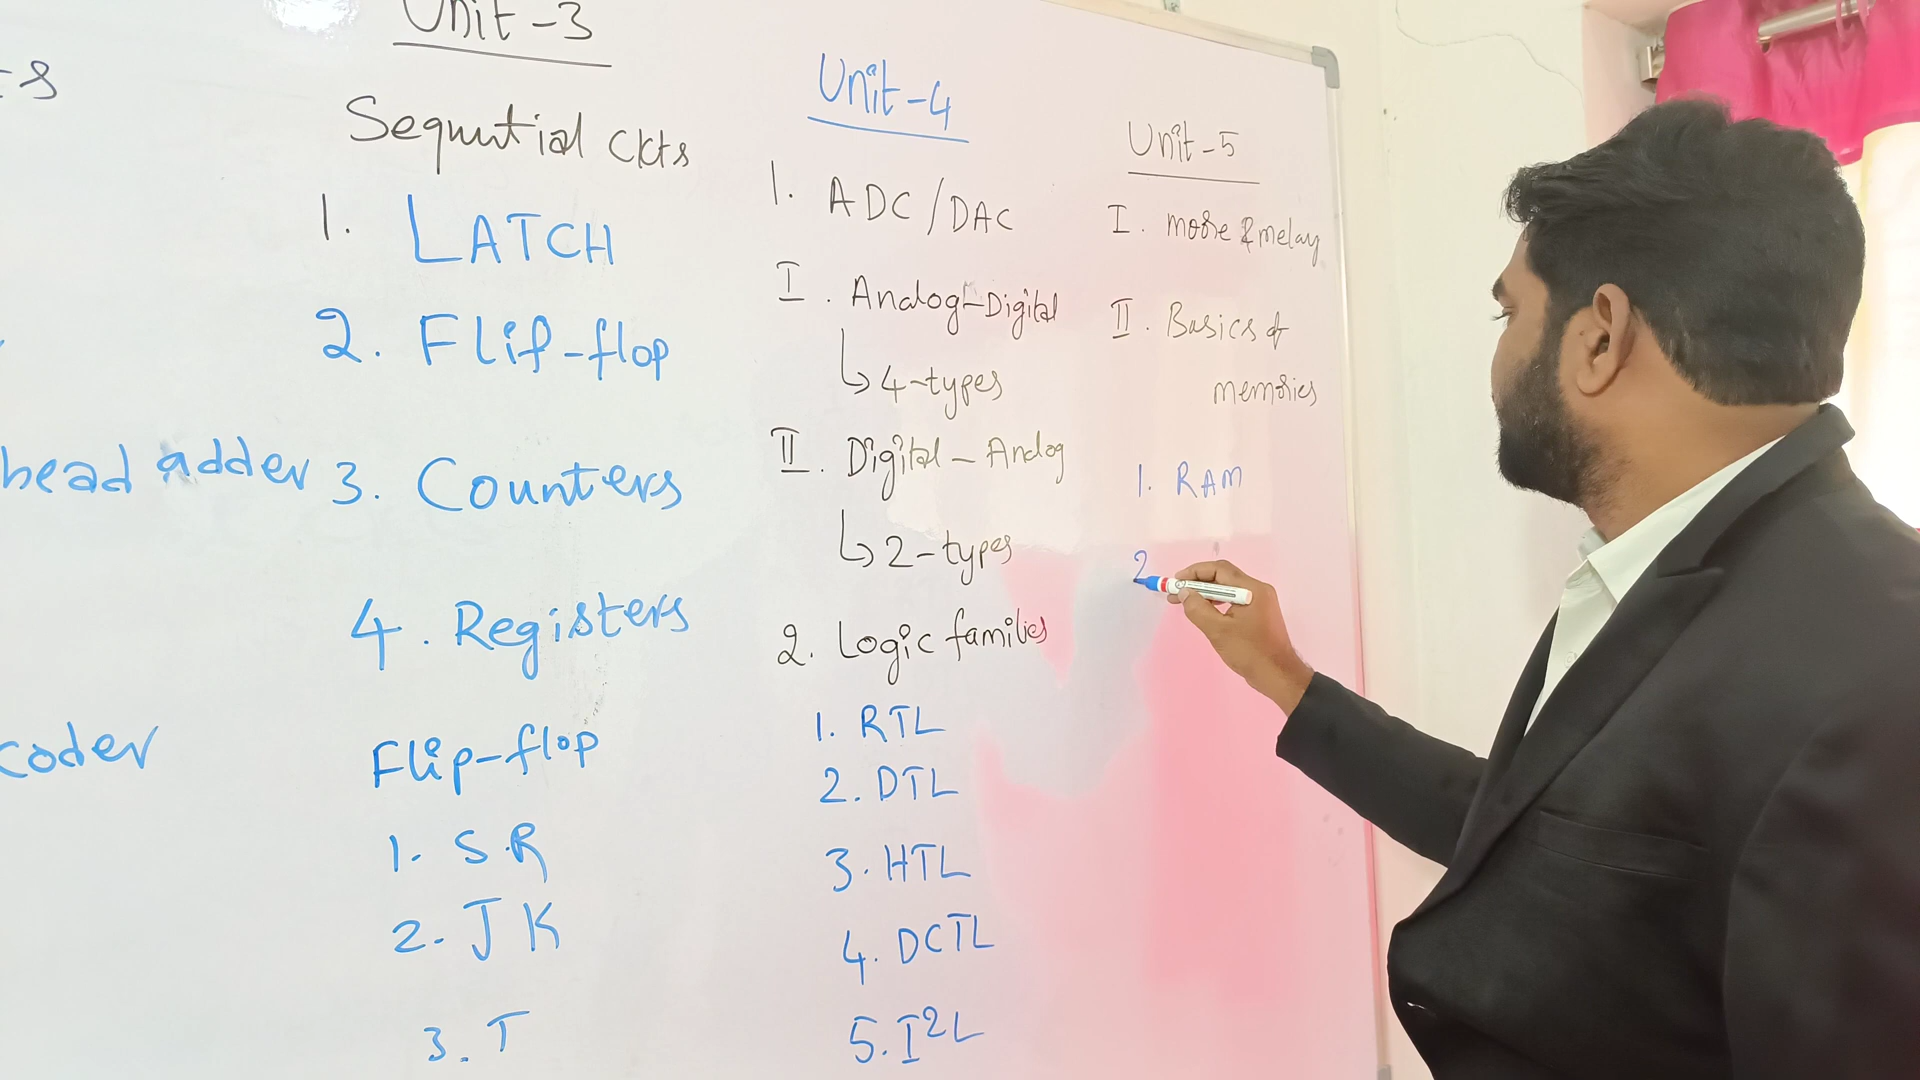 Unit-3
Sequntial Ckts
1. LATCH
2. Flip-flop
head adder
3. Counters
4. Registers
coder
Flip-flop
1. S.R
2. JK
3. T
Unit-4
1. ADC/DAC
I. Analog-Digital
↳ 4-types
II. Digital-Analog
↳ 2-types
2. Logic families
1. RTL
2. DTL
3. HTL
4. DCTL
5. I²L
Unit-5
I. moore & melay
II. Basics of
memories
1. RAM
2